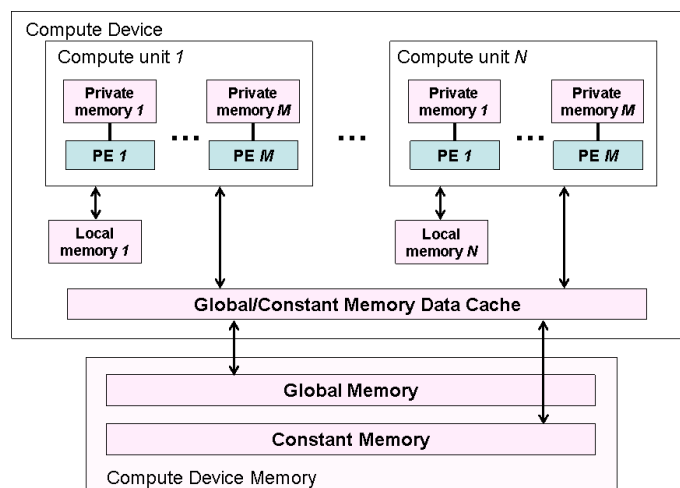 Compute Device
Compute unit 1
Compute unit N
Private
memory 1
Private
memory M
Private
memory 1
Private
memory M
...
...
...
PE 1
PE M
PE 1
PE M
Local
memory 1
Local
memory N
Global/Constant Memory Data Cache
Global Memory
Constant Memory
Compute Device Memory